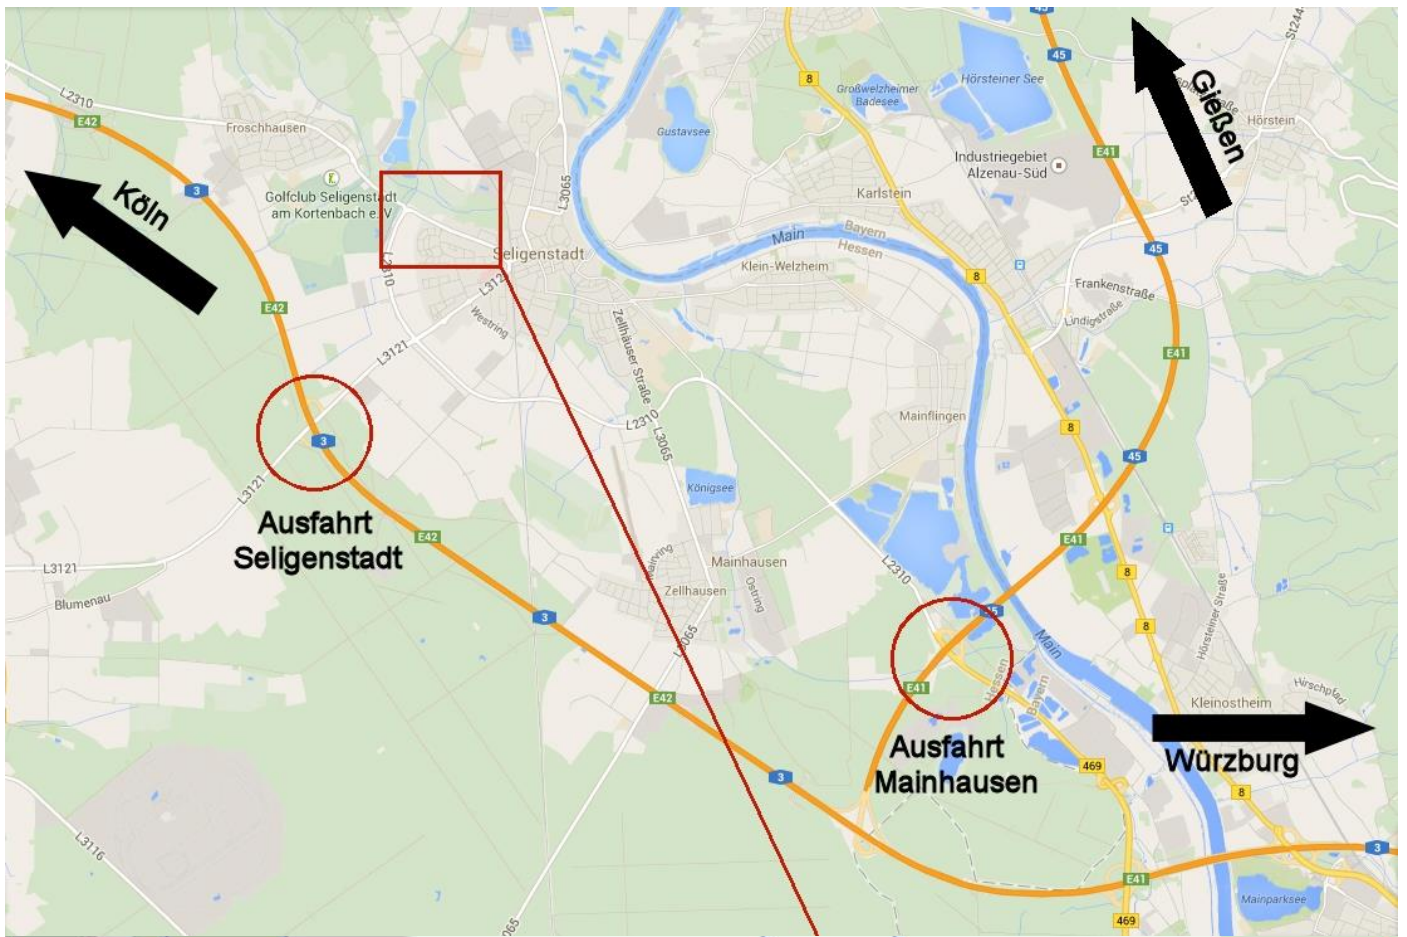 45
St244
45
8
Hörsteiner See
Großwelzheimer
Badesee
L2310
E42
Froschhausen
Gustavsee
Gießen
Hörstein
E41
Industriegebiet
Alzenau-Süd
3
Köln
Golfclub Seligenstadt
am Kortenbach e. V
L3065
Karlstein
Bayern
Hessen
Main
45
Seligenstadt
Klein-Welzheim
8
L2310
L312
Frankenstraße
Lindigstraße
E42
Westring
Zellhäuser Straße
L3121
E41
Mainflingen
8
L2310
L3065
3
45
L3121
Königsee
Ausfahrt
Seligenstadt
E42
E41
L3121
Mainhausen
L2310
8
Blumenau
Zellhausen
Ostring
3
45
Hörsteiner Straße
8
Main
L3065
E42
E41
Hessen
Bayern
Hirschpfad
Kleinostheim
Ausfahrt
Mainhausen
Würzburg
469
3
8
L3116
3
E41
Mainparksee
469
065